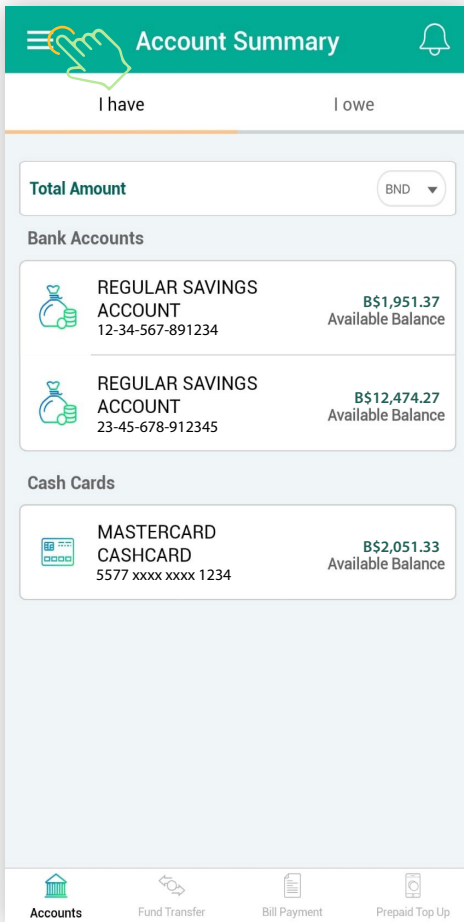 Account Summary
I have
I owe
Total Amount
BND
Bank Accounts
REGULAR SAVINGS
ACCOUNT
12-34-567-891234
B$1,951.37
Available Balance
REGULAR SAVINGS
ACCOUNT
23-45-678-912345
B$12,474.27
Available Balance
Cash Cards
MASTERCARD
CASHCARD
5577 xxxx xxxx 1234
B$2,051.33
Available Balance
Accounts
Fund Transfer
Bill Payment
Prepaid Top Up